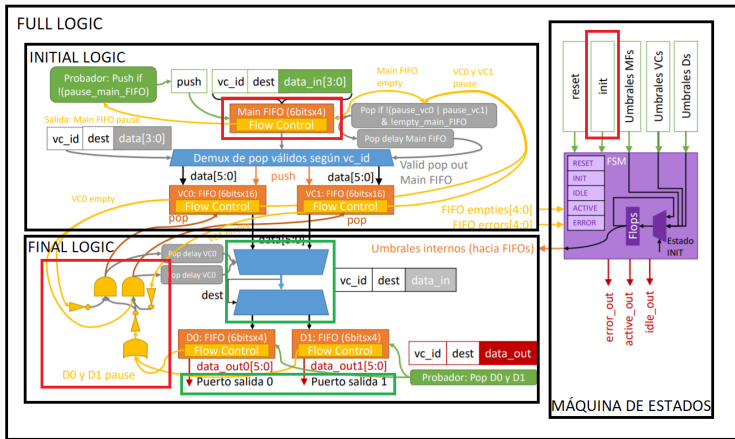 FULL LOGIC
INITIAL LOGIC
Probador: Push if
!(pause_main_FIFO)
push
vc_id dest data_in[3:0]
Main FIFO
empty
VC0 y VC1
pause
Main FIFO (6bitsx4)
Flow Control
Pop if !(pause_vc0 | pause_vc1)
& !empty_main_FIFO
Salida: Main FIFO pause
vc_id dest data[3:0]
Pop delay Main FIFO
Demux de pop válidos según vc_id
Valid pop out
Main FIFO
data[5:0]
push
data[5:0]
VC0: FIFO (6bitsx16)
Flow Control
VC1: FIFO (6bitsx16)
Flow Control
VC0 empty
pop
pop
FINAL LOGIC
Pop delay VC0
Pop delay VC0
dest
vc_id dest data_in
D0: FIFO (6bitsx4)
Flow Control
D1: FIFO (6bitsx4)
Flow Control
vc_id dest data_out
data_out0[5:0]
data_out1[5:0]
D0 y D1 pause
Puerto salida 0
Puerto salida 1
Probador: Pop D0 y D1
reset
init
Umbrales MFs
Umbrales VCs
Umbrales Ds
FSM
RESET
INIT
IDLE
ACTIVE
ERROR
Flops
Estado
INIT
FIFO empties[4:0]
FIFO errors[4:0]
Umbrales internos (hacia FIFOs)
error_out
active_out
idle_out
MÁQUINA DE ESTADOS